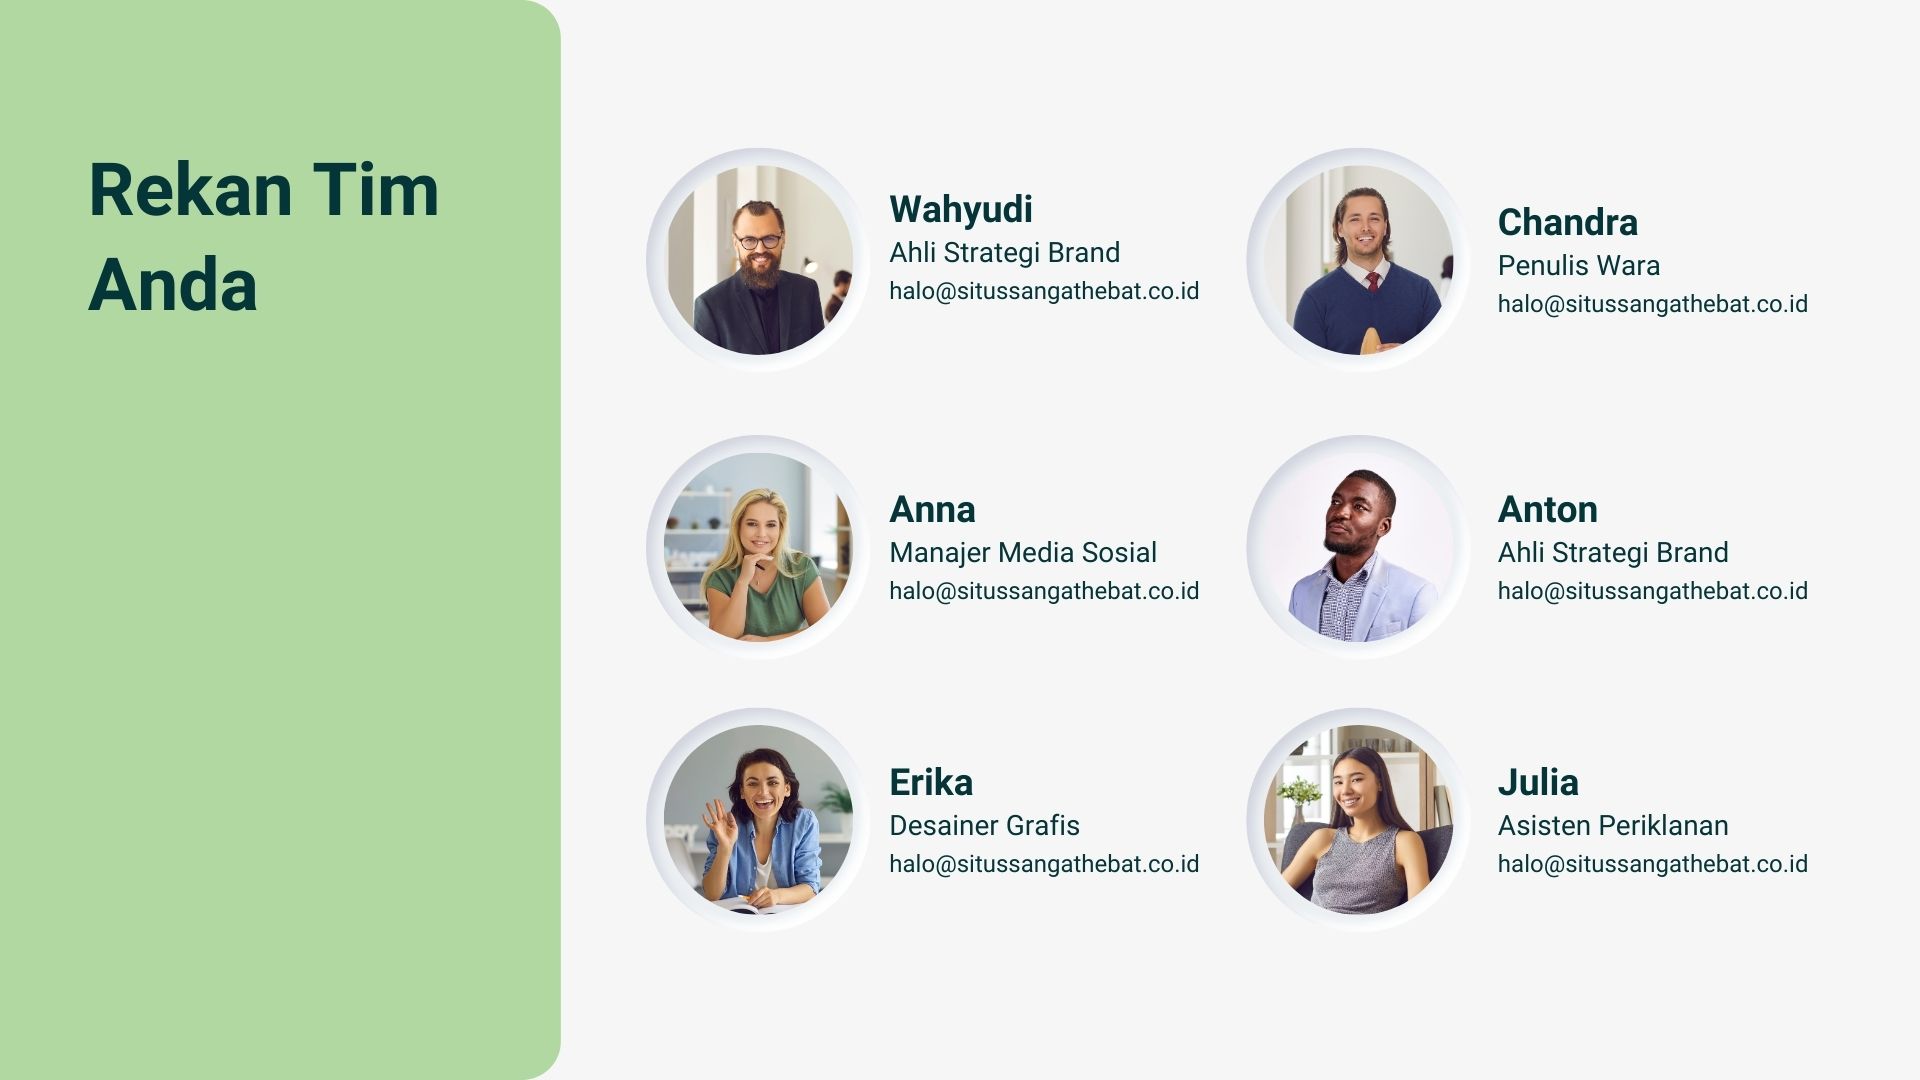 Rekan Tim
Anda
Wahyudi
Ahli Strategi Brand
halo@situssangathebat.co.id
Chandra
Penulis Wara
halo@situssangathebat.co.id
Anna
Manajer Media Sosial
halo@situssangathebat.co.id
Anton
Ahli Strategi Brand
halo@situssangathebat.co.id
Erika
Desainer Grafis
halo@situssangathebat.co.id
Julia
Asisten Periklanan
halo@situssangathebat.co.id